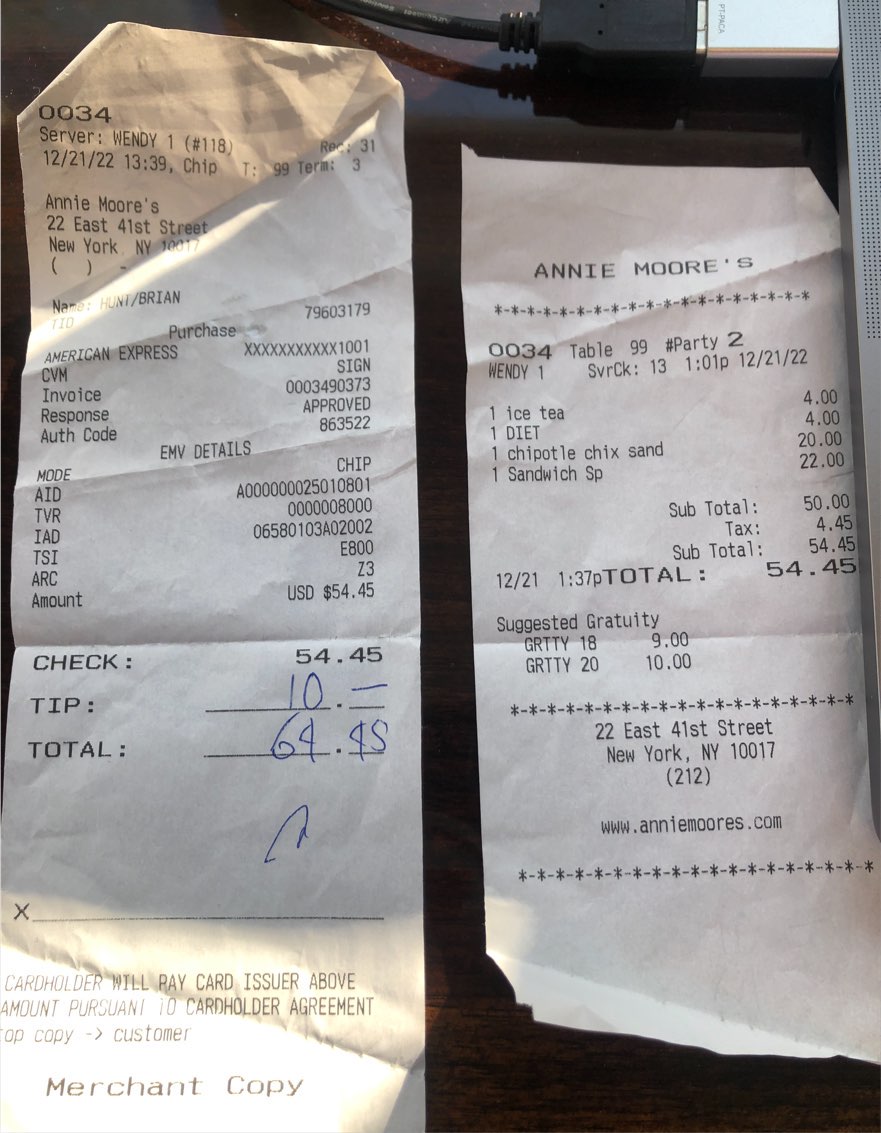 PT-PACA
0034
Server: WENDY 1 (#118) Rec: 31
12/21/22 13:39, Chip T: 99 Term: 3
Annie Moore's
22 East 41st Street
New York, NY 10017
( ) -
Name: HUNT/BRIAN
TID 79603179
Purchase
AMERICAN EXPRESS XXXXXXXXXXX1001
CVM SIGN
Invoice 0003490373
Response APPROVED
Auth Code 863522
EMV DETAILS
MODE CHIP
AID A000000025010801
TVR 0000008000
IAD 06580103A02002
TSI E800
ARC Z3
Amount USD $54.45
CHECK: 54.45
TIP: 10.—
TOTAL: 64.45
X
CARDHOLDER WILL PAY CARD ISSUER ABOVE
AMOUNT PURSUANT TO CARDHOLDER AGREEMENT
op copy -> customer
Merchant Copy
ANNIE MOORE'S
*-*-*-*-*-*-*-*-*-*-*-*-*-*-*-*-*
0034 Table 99 #Party 2
WENDY 1 SvrCk: 13 1:01p 12/21/22
1 ice tea 4.00
1 DIET 4.00
1 chipotle chix sand 20.00
1 Sandwich Sp 22.00
Sub Total: 50.00
Tax: 4.45
Sub Total: 54.45
12/21 1:37pTOTAL: 54.45
Suggested Gratuity
GRTTY 18 9.00
GRTTY 20 10.00
*-*-*-*-*-*-*-*-*-*-*-*-*-*-*-*-*-*
22 East 41st Street
New York, NY 10017
(212)
www.anniemoores.com
*-*-*-*-*-*-*-*-*-*-*-*-*-*-*-*-*-*